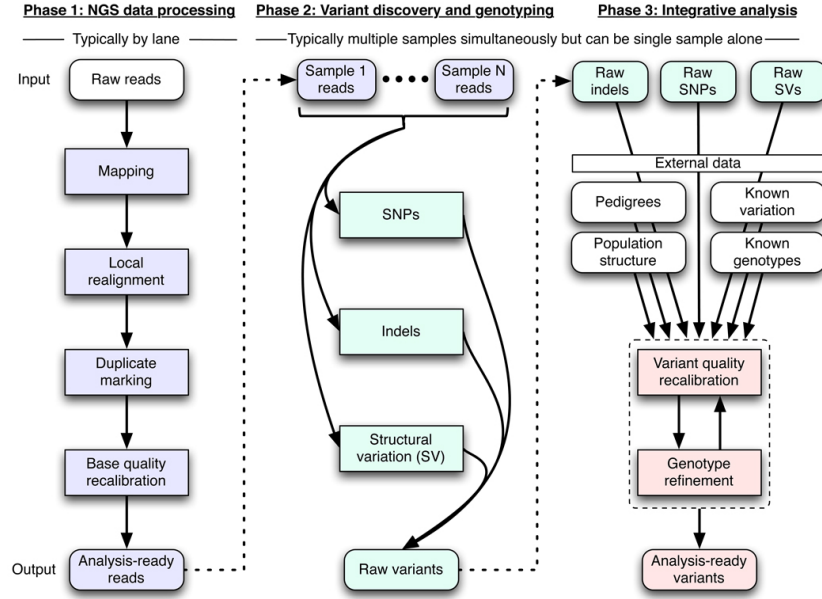 Phase 1: NGS data processing
Typically by lane
Input
Raw reads
Mapping
Local
realignment
Duplicate
marking
Base quality
recalibration
Output
Analysis-ready
reads
Phase 2: Variant discovery and genotyping
Typically multiple samples simultaneously but can be single sample alone
Sample 1
reads
Sample N
reads
SNPs
Indels
Structural
variation (SV)
Raw variants
Phase 3: Integrative analysis
Raw
indels
Raw
SNPs
Raw
SVs
External data
Pedigrees
Known
variation
Population
structure
Known
genotypes
Variant quality
recalibration
Genotype
refinement
Analysis-ready
variants